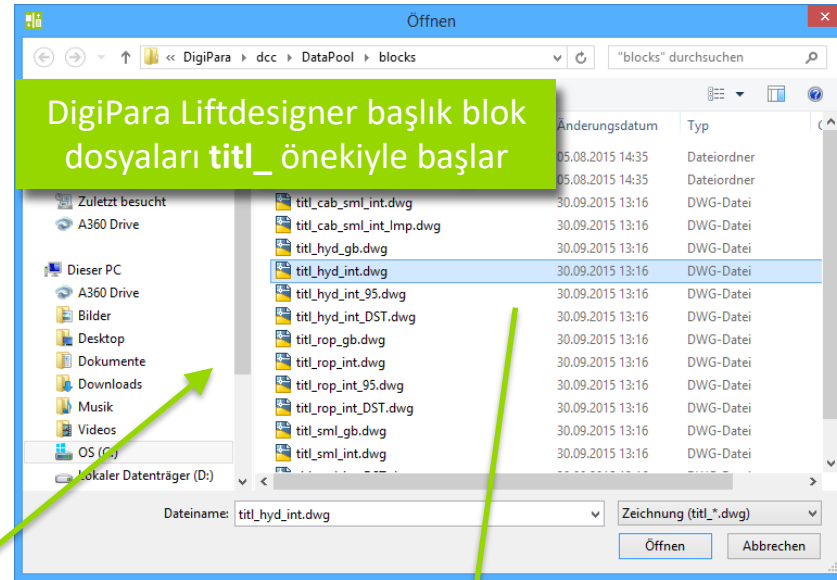 Öffnen
« DigiPara ▸ dcc ▸ DataPool ▸ blocks
"blocks" durchsuchen
DigiPara Liftdesigner başlık blok
dosyaları titl_ önekiyle başlar
Änderungsdatum Typ
05.08.2015 14:35 Dateiordner
05.08.2015 14:35 Dateiordner
Zuletzt besucht
titl_cab_sml_int.dwg 30.09.2015 13:16 DWG-Datei
A360 Drive
titl_cab_sml_int_Imp.dwg 30.09.2015 13:16 DWG-Datei
titl_hyd_gb.dwg 30.09.2015 13:16 DWG-Datei
Dieser PC
titl_hyd_int.dwg 30.09.2015 13:16 DWG-Datei
A360 Drive
titl_hyd_int_95.dwg 30.09.2015 13:16 DWG-Datei
Bilder
titl_hyd_int_DST.dwg 30.09.2015 13:16 DWG-Datei
Desktop
titl_rop_gb.dwg 30.09.2015 13:16 DWG-Datei
Dokumente
titl_rop_int.dwg 30.09.2015 13:16 DWG-Datei
Downloads
titl_rop_int_95.dwg 30.09.2015 13:16 DWG-Datei
Musik
titl_rop_int_DST.dwg 30.09.2015 13:16 DWG-Datei
Videos
titl_sml_gb.dwg 30.09.2015 13:16 DWG-Datei
OS (C:)
titl_sml_int.dwg 30.09.2015 13:16 DWG-Datei
Lokaler Datenträger (D:)
Dateiname: titl_hyd_int.dwg
Zeichnung (titl_*.dwg)
Öffnen
Abbrechen